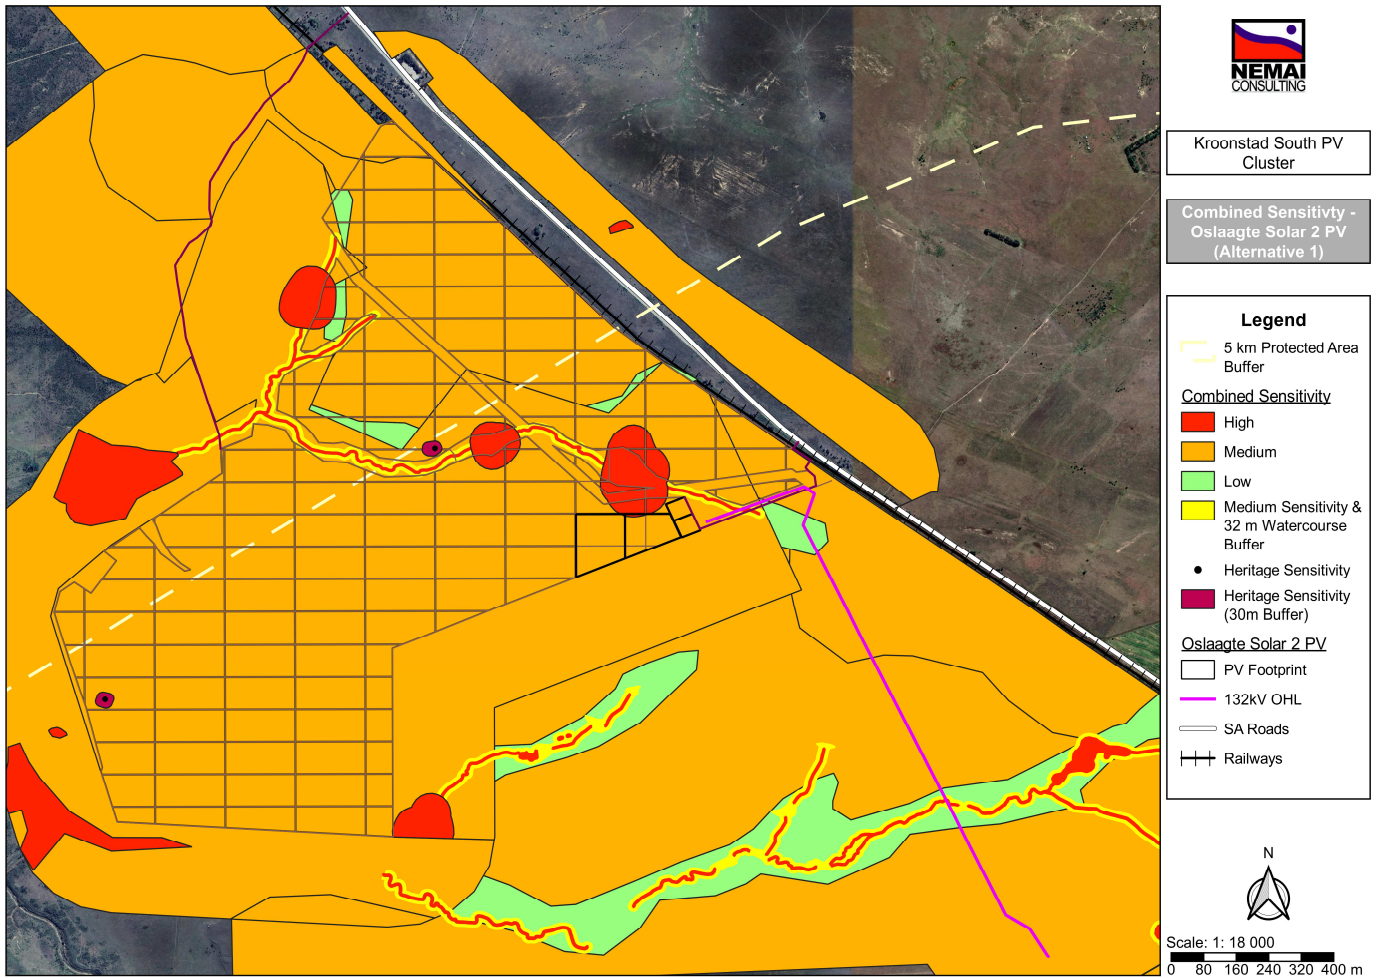 NEMAI
CONSULTING
Kroonstad South PV
Cluster
Combined Sensitivty -
Oslaagte Solar 2 PV
(Alternative 1)
Legend
5 km Protected Area
Buffer
Combined Sensitivity
High
Medium
Low
Medium Sensitivity &
32 m Watercourse
Buffer
Heritage Sensitivity
Heritage Sensitivity
(30m Buffer)
Oslaagte Solar 2 PV
PV Footprint
132kV OHL
SA Roads
Railways
N
Scale: 1: 18 000
0 80 160 240 320 400 m